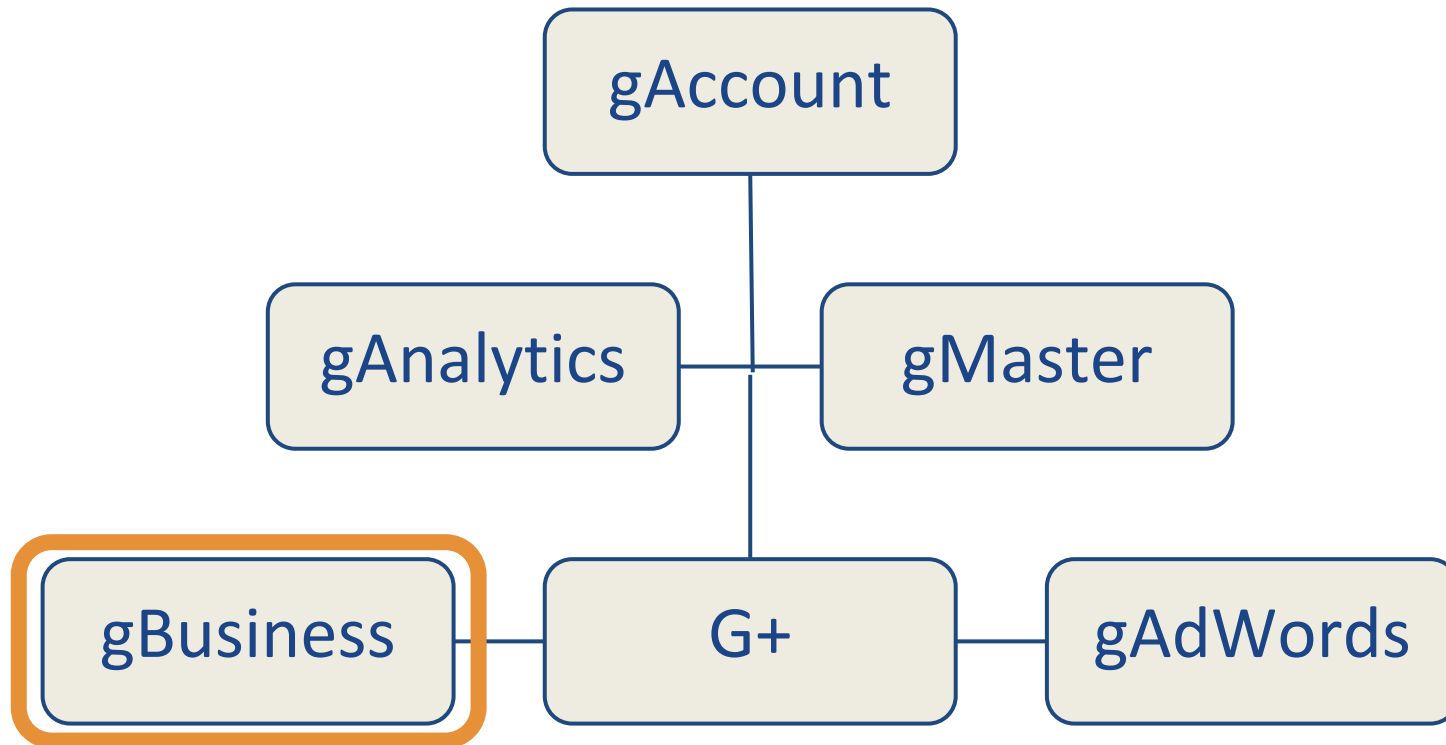 gAccount
gAnalytics
gMaster
gBusiness
G+
gAdWords